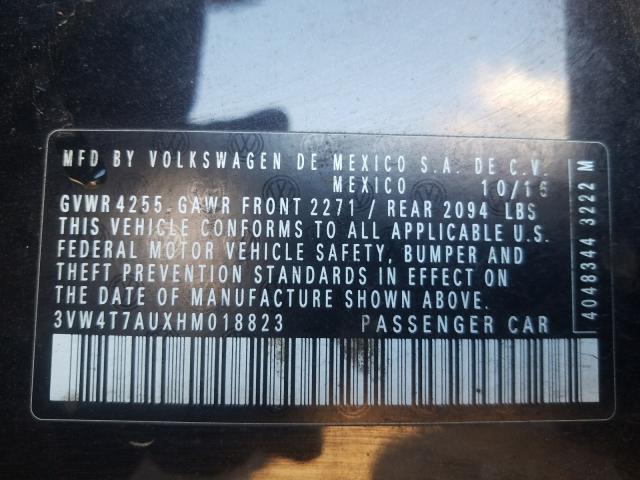 MFD BY VOLKSWAGEN DE MEXICO S.A. DE C.V.
MEXICO 10/16
GVWR 4255. GAWR FRONT 2271 / REAR 2094 LBS
THIS VEHICLE CONFORMS TO ALL APPLICABLE U.S.
FEDERAL MOTOR VEHICLE SAFETY, BUMPER AND
THEFT PREVENTION STANDARDS IN EFFECT ON
THE DATE OF MANUFACTURE SHOWN ABOVE.
3VW4T7AUXHM018823 PASSENGER CAR
4048344 3222 M